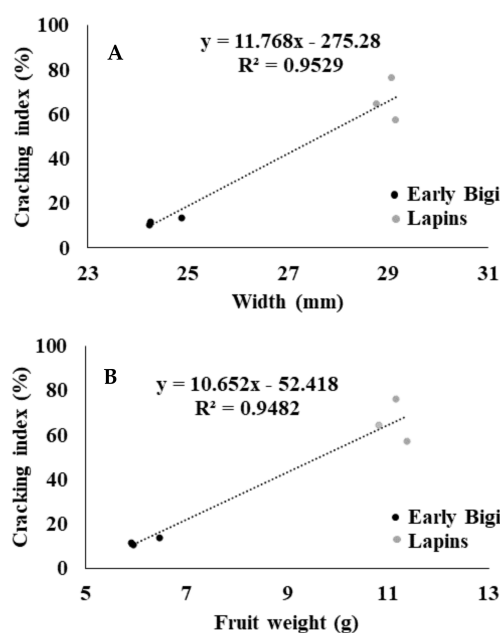 A
y = 11.768x - 275.28
R² = 0.9529
Cracking index (%)
100
80
60
40
20
0
Early Bigi
Lapins
23 25 27 29 31
Width (mm)
B
y = 10.652x - 52.418
R² = 0.9482
Cracking index (%)
100
80
60
40
20
0
Early Bigi
Lapins
5 7 9 11 13
Fruit weight (g)